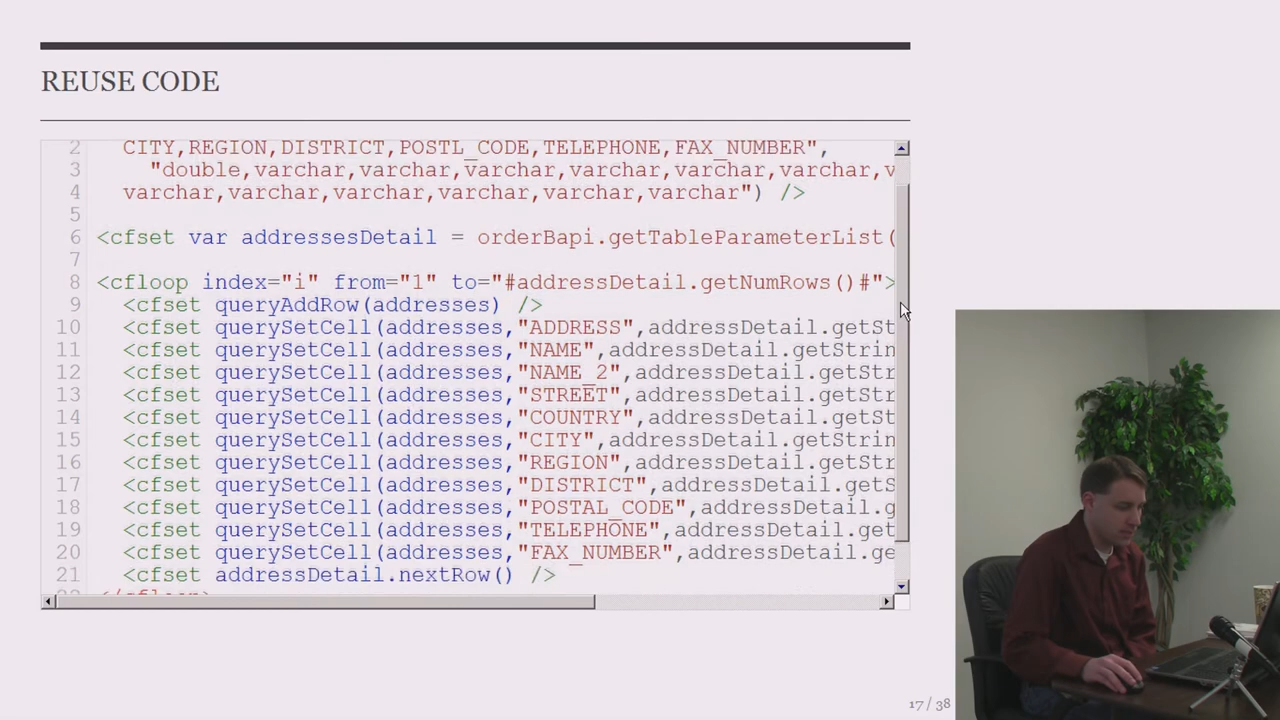 REUSE CODE
2 CITY,REGION,DISTRICT,POSTL_CODE,TELEPHONE,FAX_NUMBER",
3 "double,varchar,varchar,varchar,varchar,varchar,varchar,v
4 varchar,varchar,varchar,varchar,varchar") />
5
6 <cfset var addressesDetail = orderBapi.getTableParameterList(
7
8 <cfloop index="i" from="1" to="#addressDetail.getNumRows()#">
9 <cfset queryAddRow(addresses) />
10 <cfset querySetCell(addresses,"ADDRESS",addressDetail.getSt
11 <cfset querySetCell(addresses,"NAME",addressDetail.getStrin
12 <cfset querySetCell(addresses,"NAME_2",addressDetail.getStr
13 <cfset querySetCell(addresses,"STREET",addressDetail.getStr
14 <cfset querySetCell(addresses,"COUNTRY",addressDetail.getSt
15 <cfset querySetCell(addresses,"CITY",addressDetail.getStrin
16 <cfset querySetCell(addresses,"REGION",addressDetail.getStr
17 <cfset querySetCell(addresses,"DISTRICT",addressDetail.getS
18 <cfset querySetCell(addresses,"POSTAL_CODE",addressDetail.g
19 <cfset querySetCell(addresses,"TELEPHONE",addressDetail.get
20 <cfset querySetCell(addresses,"FAX_NUMBER",addressDetail.ge
21 <cfset addressDetail.nextRow() />
17 / 38